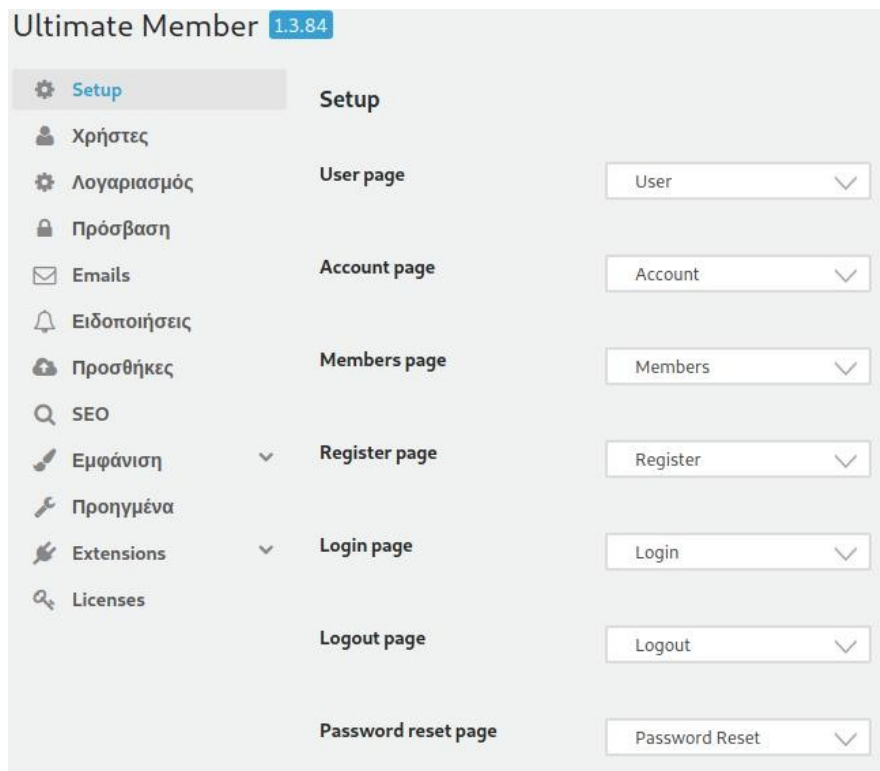 Ultimate Member 1.3.84
Setup
Χρήστες
Λογαριασμός
Πρόσβαση
Emails
Ειδοποιήσεις
Προσθήκες
SEO
Εμφάνιση
Προηγμένα
Extensions
Licenses
Setup
User page User
Account page Account
Members page Members
Register page Register
Login page Login
Logout page Logout
Password reset page Password Reset